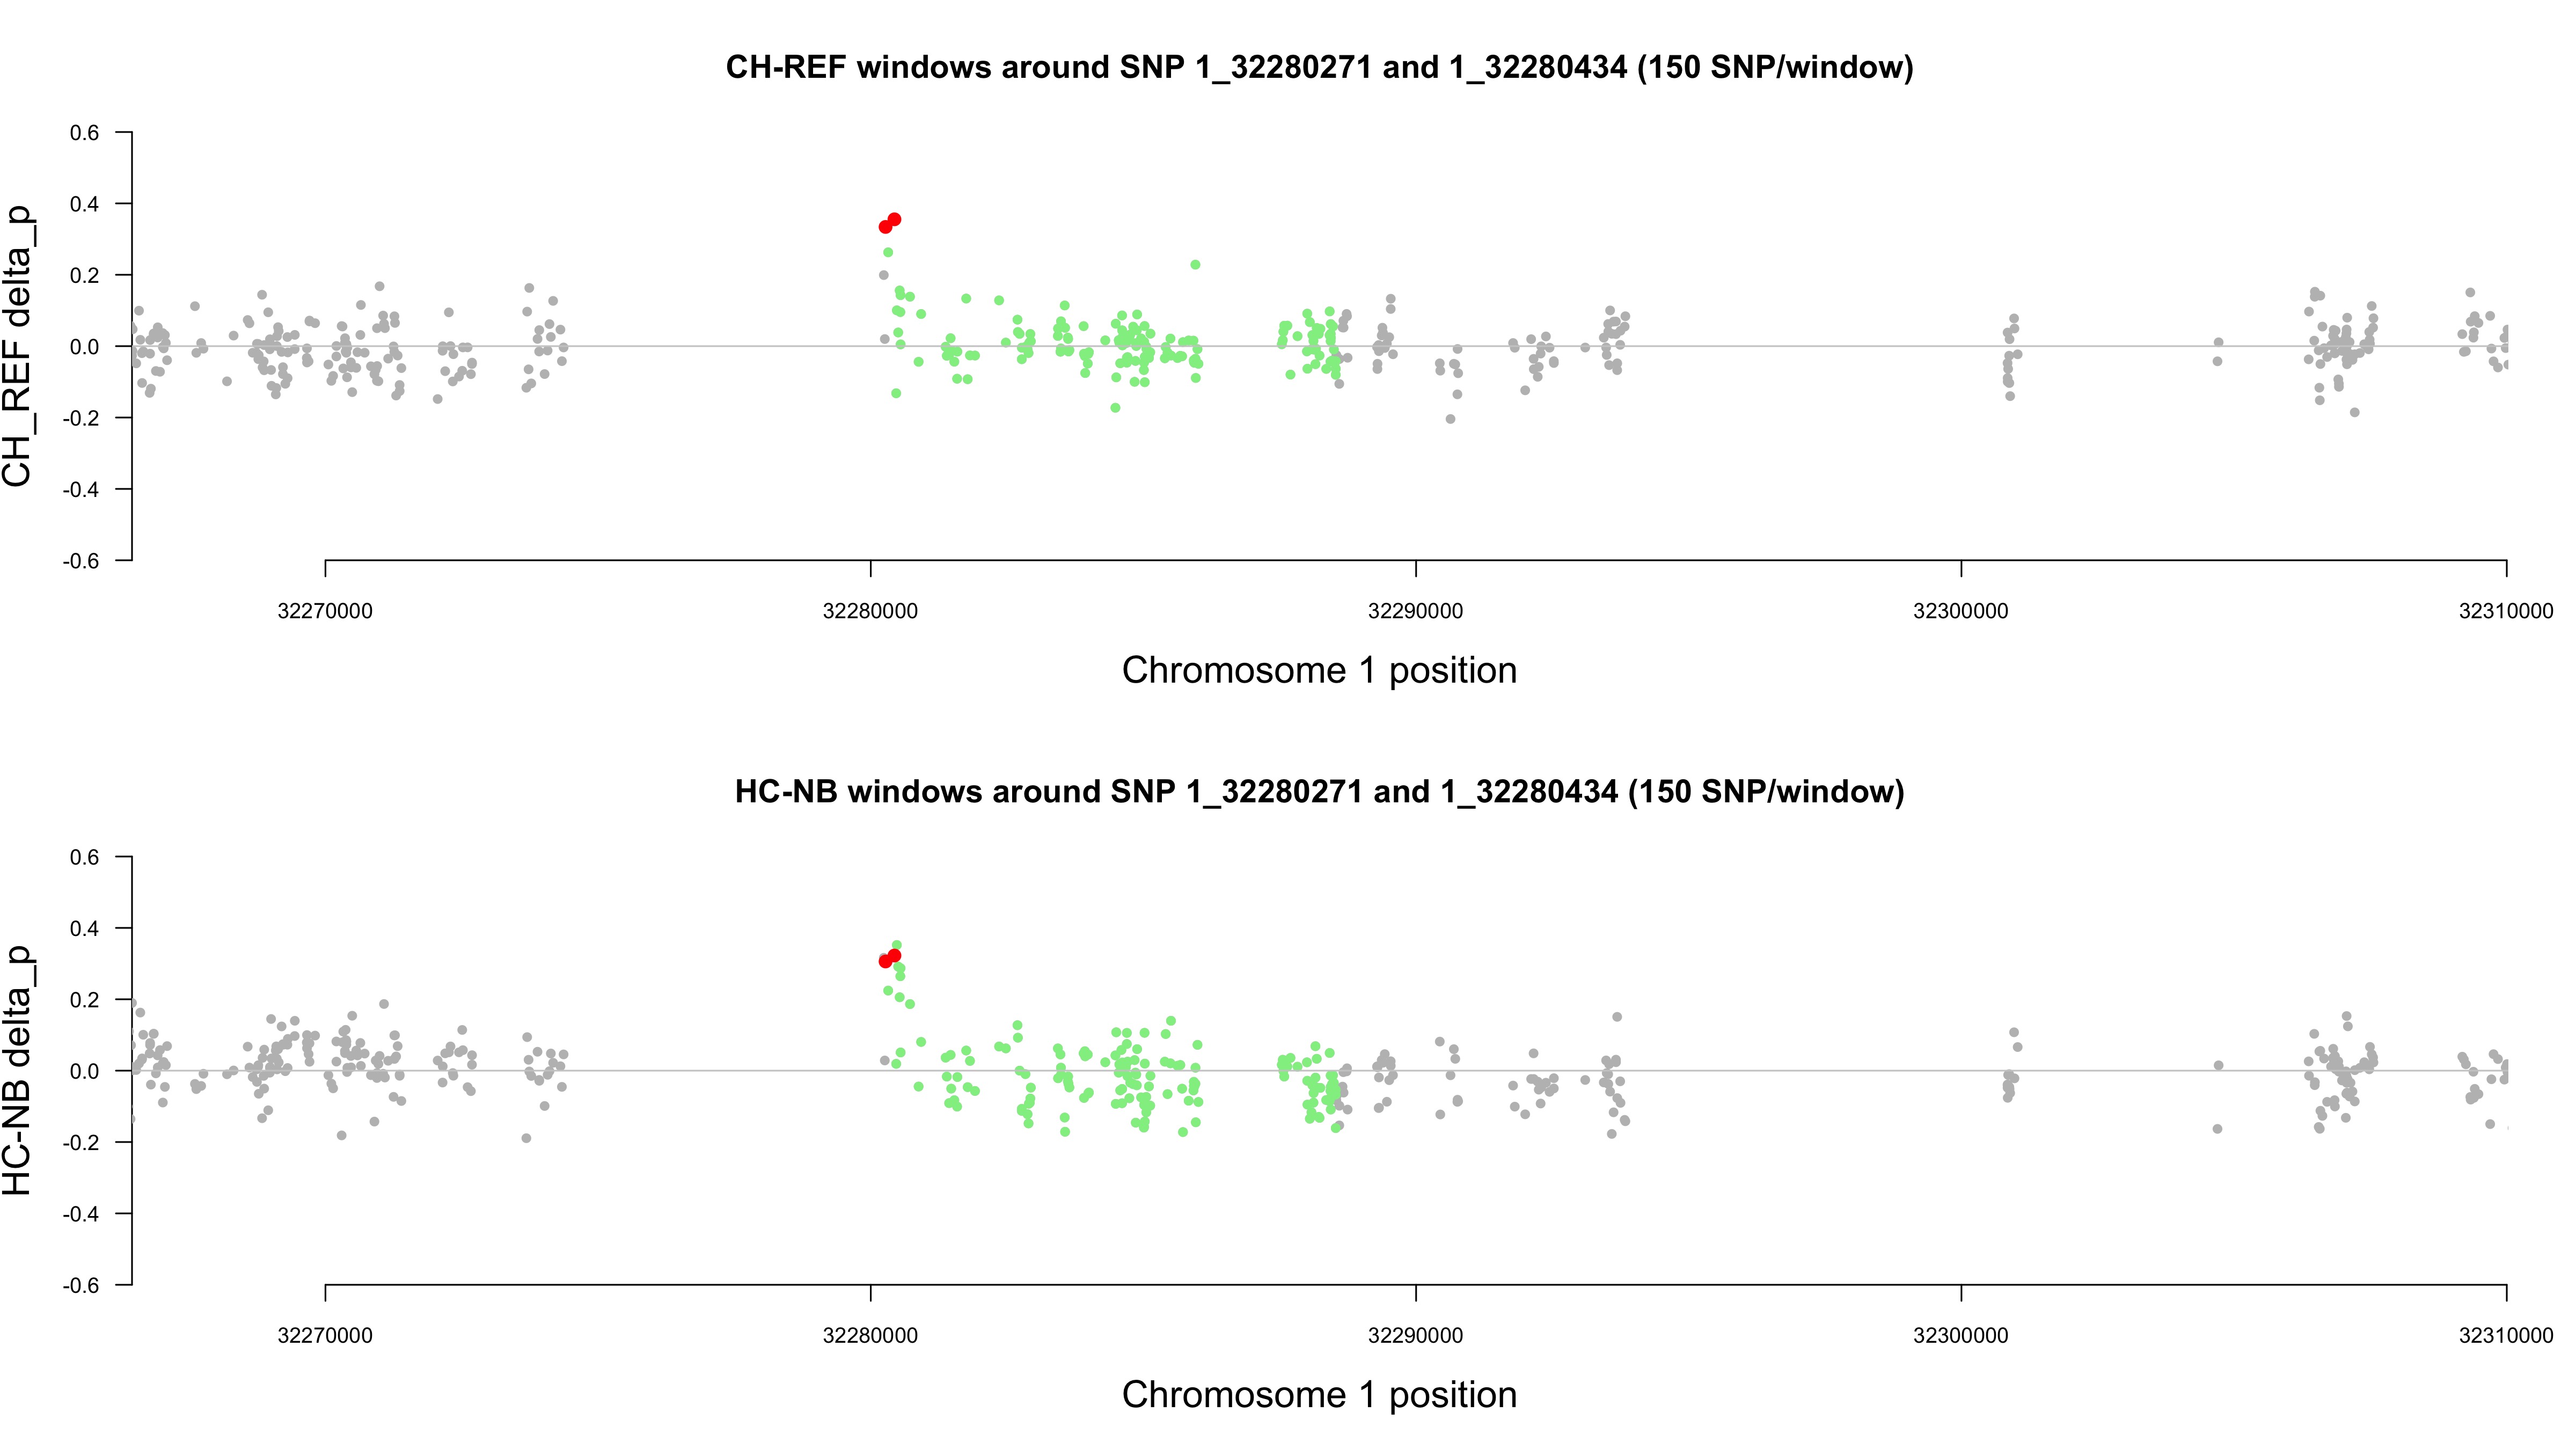 CH-REF windows around SNP 1_32280271 and 1_32280434 (150 SNP/window)
CH_REF delta_p
0.6
0.4
0.2
0.0
-0.2
-0.4
-0.6
32270000 32280000 32290000 32300000 32310000
Chromosome 1 position
HC-NB windows around SNP 1_32280271 and 1_32280434 (150 SNP/window)
HC-NB delta_p
0.6
0.4
0.2
0.0
-0.2
-0.4
-0.6
32270000 32280000 32290000 32300000 32310000
Chromosome 1 position